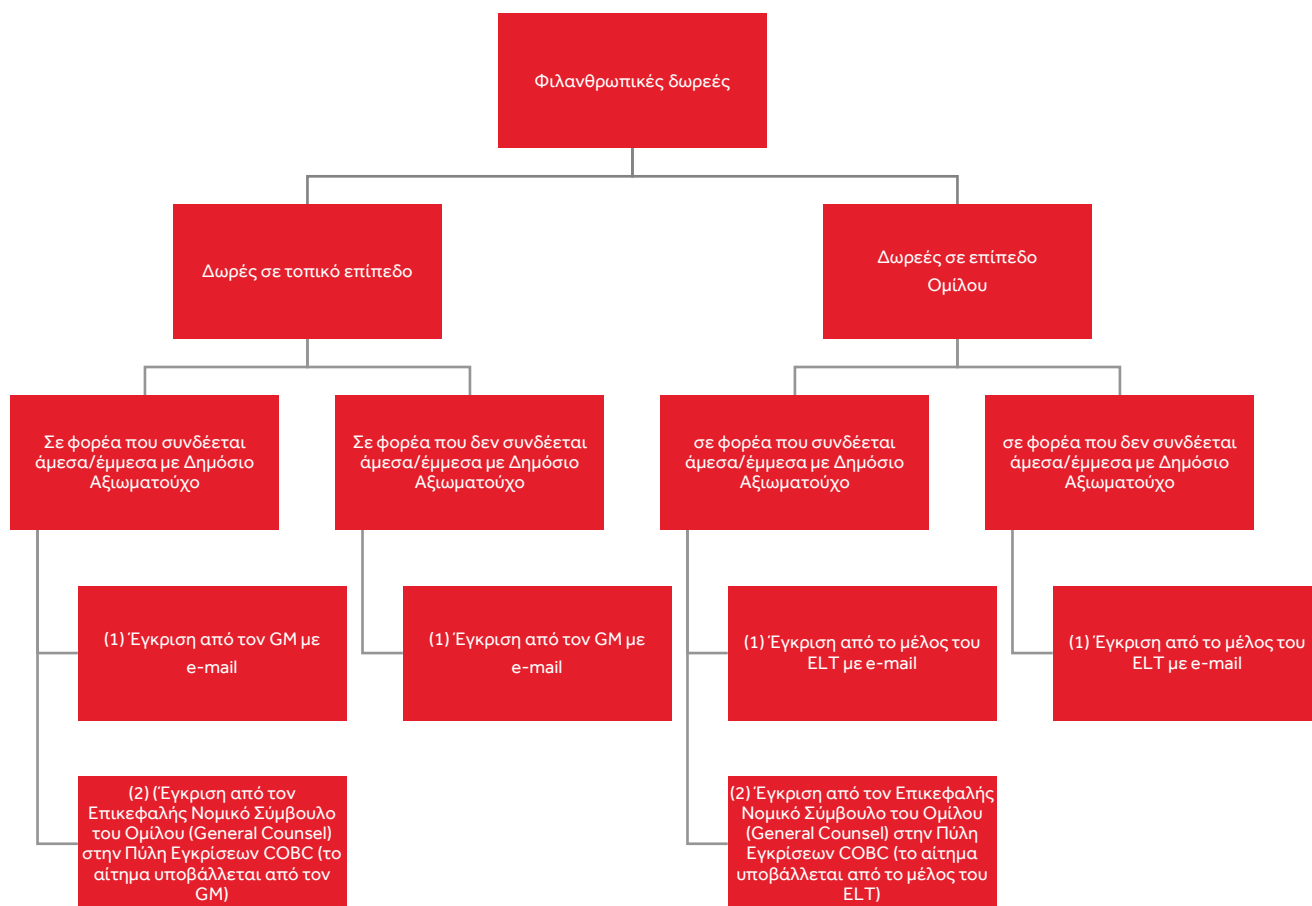 Φιλανθρωπικές δωρεές
Δωρές σε τοπικό επίπεδο
Δωρεές σε επίπεδο
Ομίλου
Σε φορέα που συνδέεται
άμεσα/έμμεσα με Δημόσιο
Αξιωματούχο
Σε φορέα που δεν συνδέεται
άμεσα/έμμεσα με Δημόσιο
Αξιωματούχο
σε φορέα που συνδέεται
άμεσα/έμμεσα με Δημόσιο
Αξιωματούχο
σε φορέα που δεν συνδέεται
άμεσα/έμμεσα με Δημόσιο
Αξιωματούχο
(1) Έγκριση από τον GM με
e-mail
(1) Έγκριση από τον GM με
e-mail
(1) Έγκριση από το μέλος του
ELT με e-mail
(1) Έγκριση από το μέλος του
ELT με e-mail
(2) (Έγκριση από τον
Επικεφαλής Νομικό Σύμβουλο
του Ομίλου (General Counsel)
στην Πύλη Εγκρίσεων COBC (το
αίτημα υποβάλλεται από τον
GM)
(2) Έγκριση από τον Επικεφαλής
Νομικό Σύμβουλο του Ομίλου
(General Counsel) στην Πύλη
Εγκρίσεων COBC (το αίτημα
υποβάλλεται από το μέλος του
ELT)